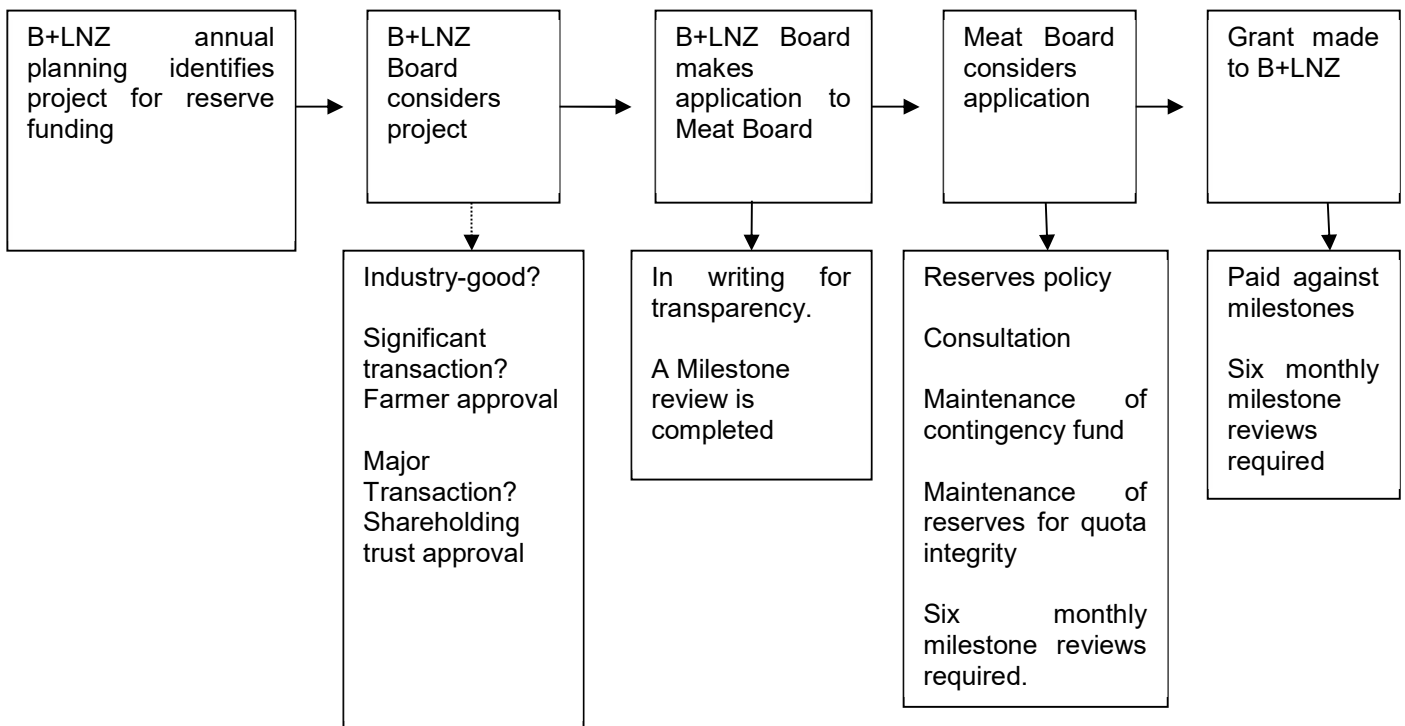 B+LNZ annual
planning identifies
project for reserve
funding
B+LNZ
Board
considers
project
B+LNZ Board
makes
application to
Meat Board
Meat Board
considers
application
Grant made
to B+LNZ
Industry-good?
Significant
transaction?
Farmer approval
Major
Transaction?
Shareholding
trust approval
In writing for
transparency.
A Milestone
review is
completed
Reserves policy
Consultation
Maintenance of
contingency fund
Maintenance of
reserves for quota
integrity
Six monthly
milestone reviews
required.
Paid against
milestones
Six monthly
milestone
reviews
required